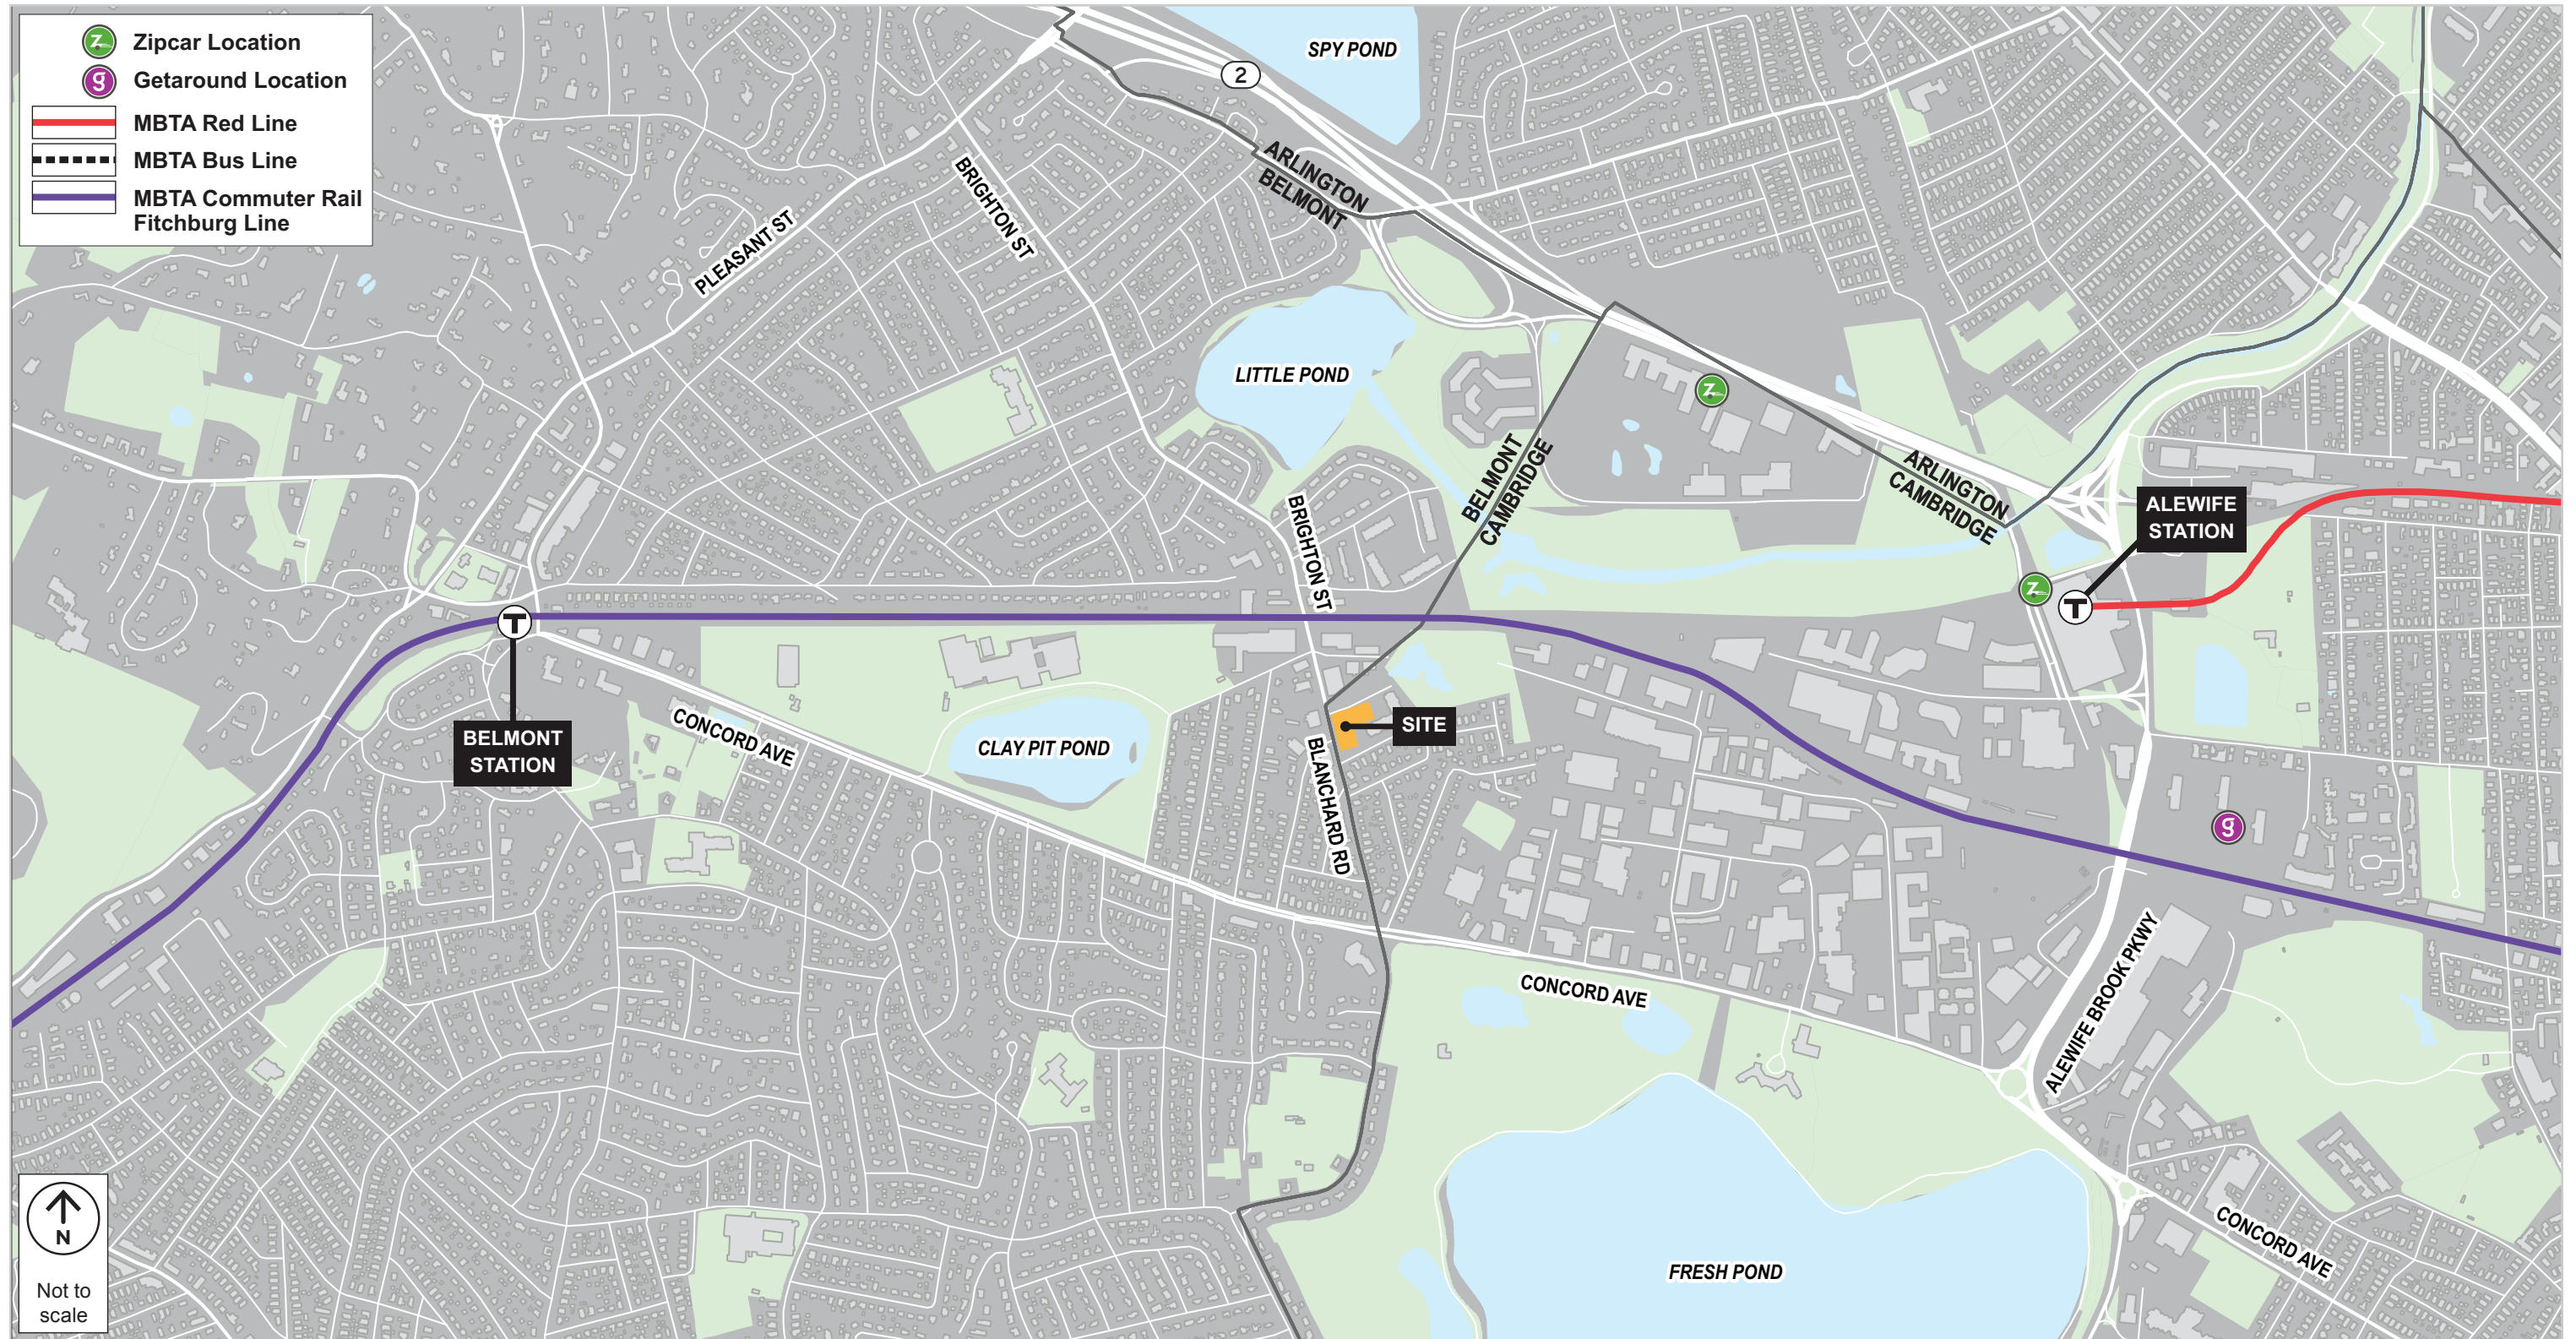 Zipcar Location
Getaround Location
MBTA Red Line
MBTA Bus Line
MBTA Commuter Rail
Fitchburg Line
SPY POND
2
ARLINGTON
BELMONT
BRIGHTON ST
PLEASANT ST
LITTLE POND
BELMONT
CAMBRIDGE
ARLINGTON
CAMBRIDGE
ALEWIFE
STATION
BRIGHTON ST
T
T
BELMONT
STATION
CONCORD AVE
CLAY PIT POND
SITE
BLANCHARD RD
g
CONCORD AVE
ALEWIFE BROOK PKWY
FRESH POND
CONCORD AVE
N
Not to
scale